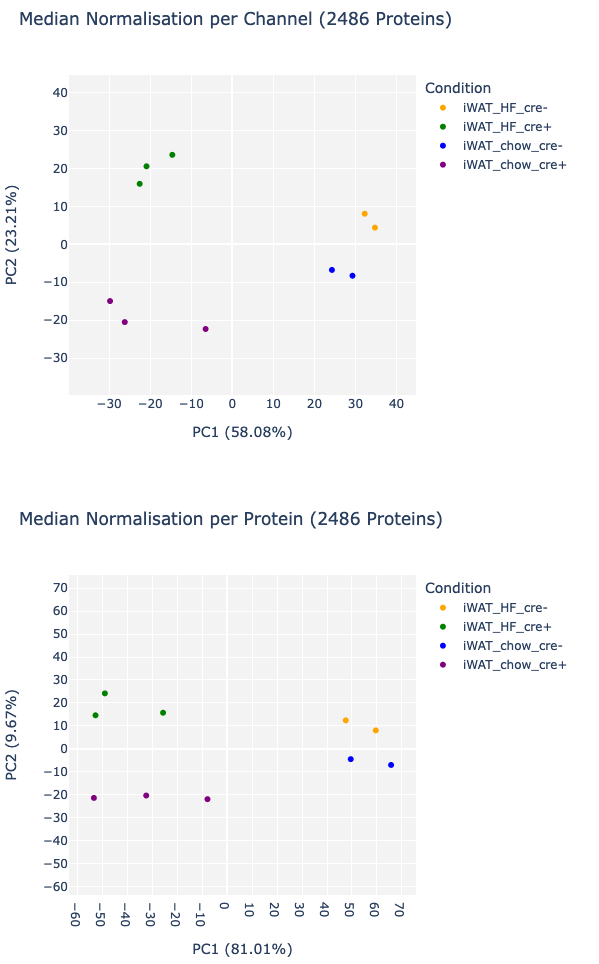 Median Normalisation per Channel (2486 Proteins)
Condition
iWAT_HF_cre-
iWAT_HF_cre+
iWAT_chow_cre-
iWAT_chow_cre+
40
30
20
10
0
−10
−20
−30
PC2 (23.21%)
−30 −20 −10 0 10 20 30 40
PC1 (58.08%)
Median Normalisation per Protein (2486 Proteins)
Condition
iWAT_HF_cre-
iWAT_HF_cre+
iWAT_chow_cre-
iWAT_chow_cre+
70
60
50
40
30
20
10
0
−10
−20
−30
−40
−50
−60
PC2 (9.67%)
−60 −50 −40 −30 −20 −10 0 10 20 30 40 50 60 70
PC1 (81.01%)